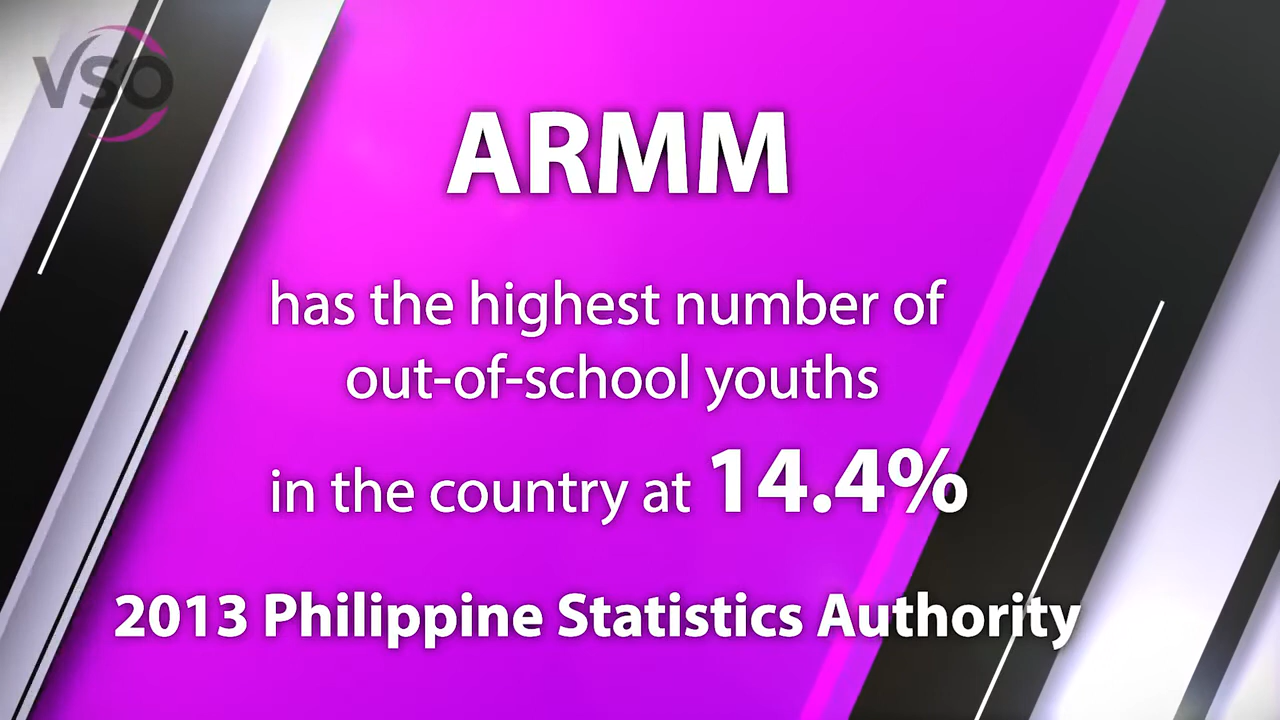 VSO
ARMM
has the highest number of
out-of-school youths
in the country at 14.4%
2013 Philippine Statistics Authority